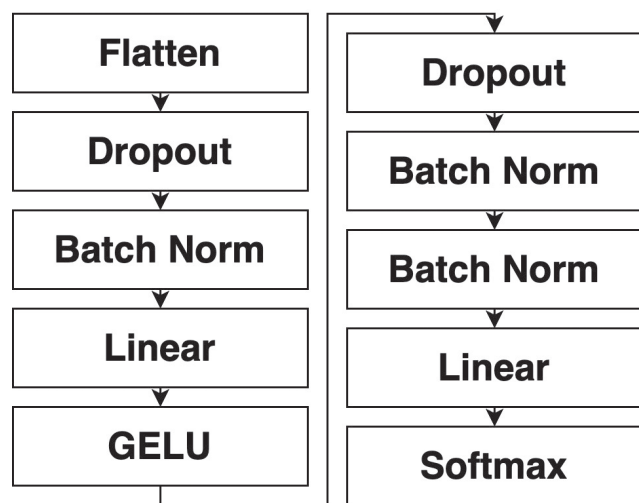 Flatten
Dropout
Batch Norm
Linear
GELU
Dropout
Batch Norm
Batch Norm
Linear
Softmax